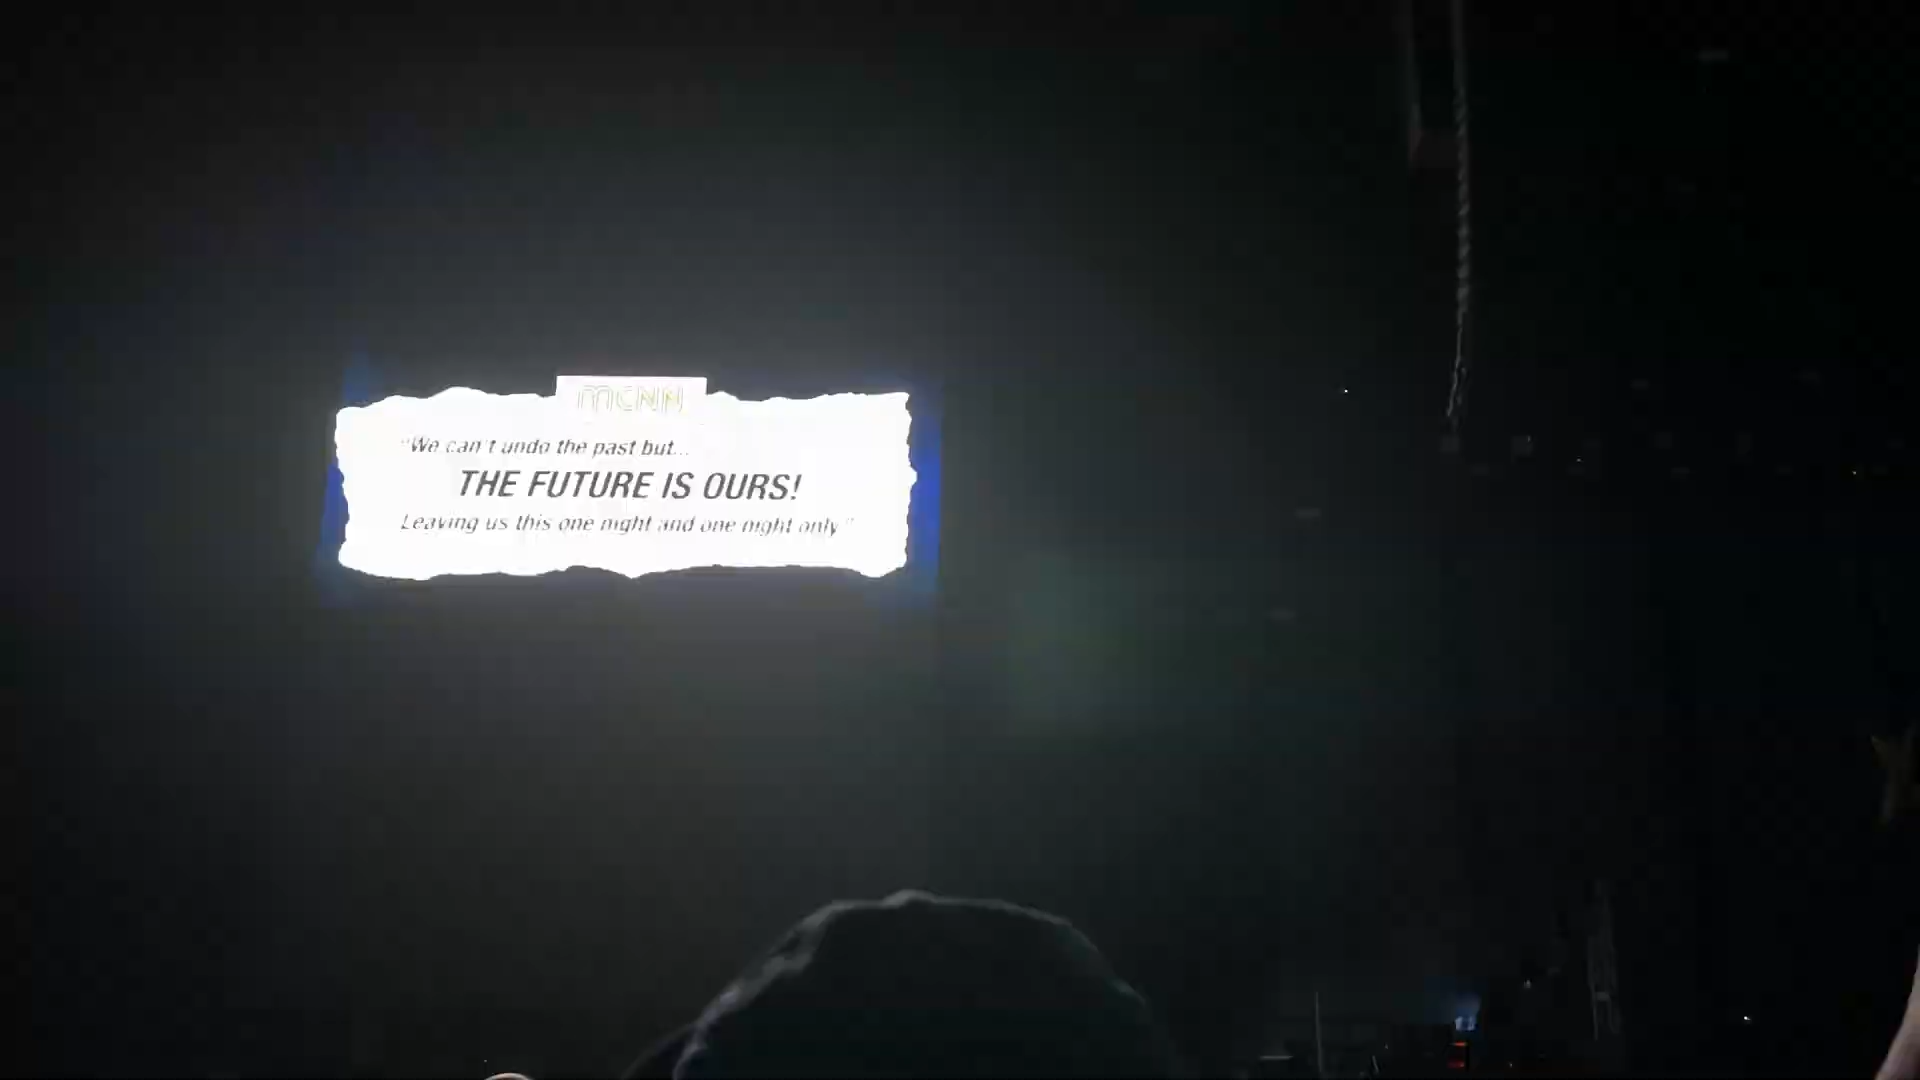 MCNN
"We can't undo the past but...
THE FUTURE IS OURS!
Leaving us this one night and one night only."